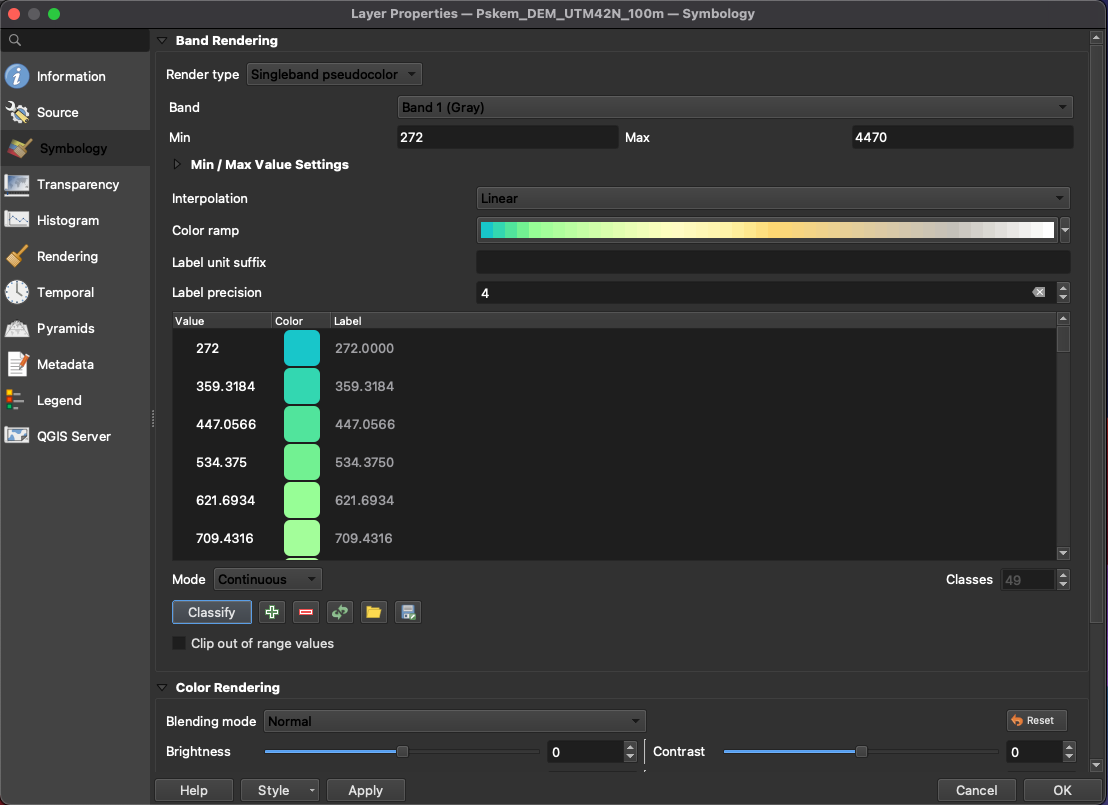 Layer Properties — Pskem_DEM_UTM42N_100m — Symbology
Information
Source
Symbology
Transparency
Histogram
Rendering
Temporal
Pyramids
Metadata
Legend
QGIS Server
Band Rendering
Render type Singleband pseudocolor
Band Band 1 (Gray)
Min 272 Max 4470
Min / Max Value Settings
Interpolation Linear
Color ramp
Label unit suffix
Label precision 4
Value Color Label
272 272.0000
359.3184 359.3184
447.0566 447.0566
534.375 534.3750
621.6934 621.6934
709.4316 709.4316
Mode Continuous Classes 49
Classify
Clip out of range values
Color Rendering
Blending mode Normal Reset
Brightness 0 Contrast 0
Help Style Apply Cancel OK